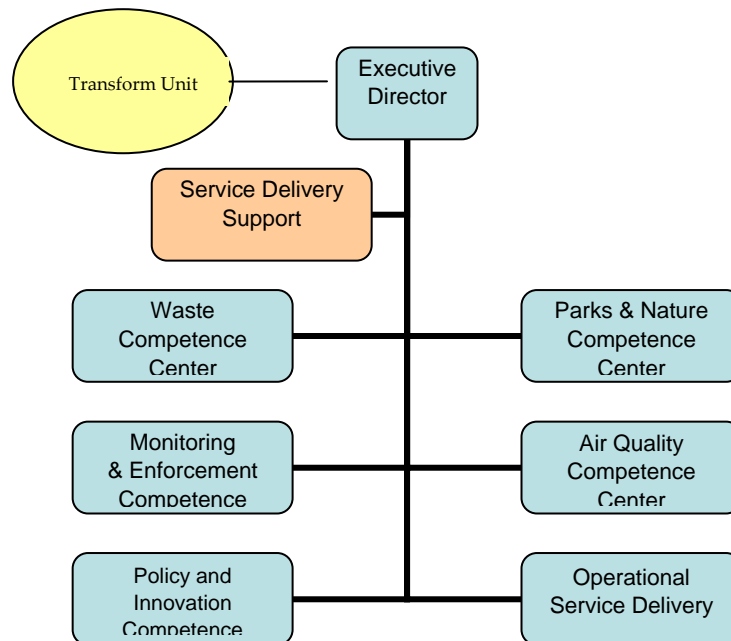 Transform Unit
Executive
Director
Service Delivery
Support
Waste
Competence
Center
Parks & Nature
Competence
Center
Monitoring
& Enforcement
Competence
Air Quality
Competence
Center
Policy and
Innovation
Competence
Operational
Service Delivery